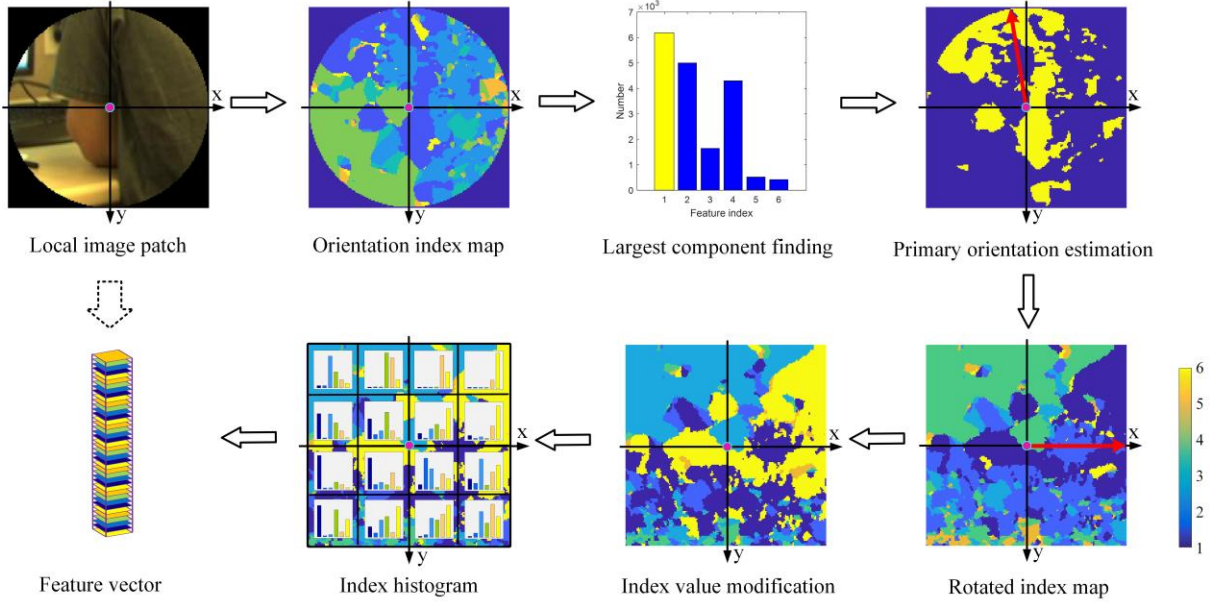 x
y
Local image patch
x
y
Orientation index map
×10³
7
6
5
4
3
2
1
0
Number
1 2 3 4 5 6
Feature index
Largest component finding
x
y
Primary orientation estimation
Feature vector
x
y
Index histogram
x
y
Index value modification
x
y
Rotated index map
6
5
4
3
2
1